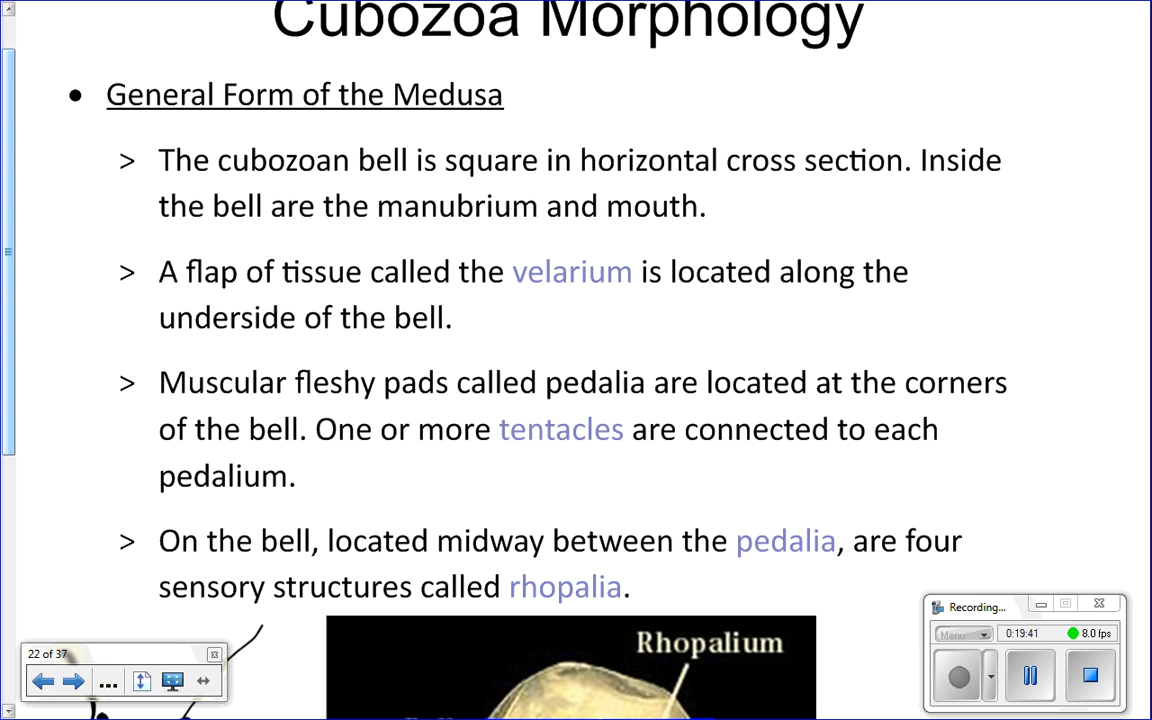 Cubozoa Morphology
• General Form of the Medusa
> The cubozoan bell is square in horizontal cross section. Inside
the bell are the manubrium and mouth.
> A flap of tissue called the velarium is located along the
underside of the bell.
> Muscular fleshy pads called pedalia are located at the corners
of the bell. One or more tentacles are connected to each
pedalium.
> On the bell, located midway between the pedalia, are four
sensory structures called rhopalia.
Rhopalium
22 of 37
...
Recording...
Menu
0:19:41
8.0 fps